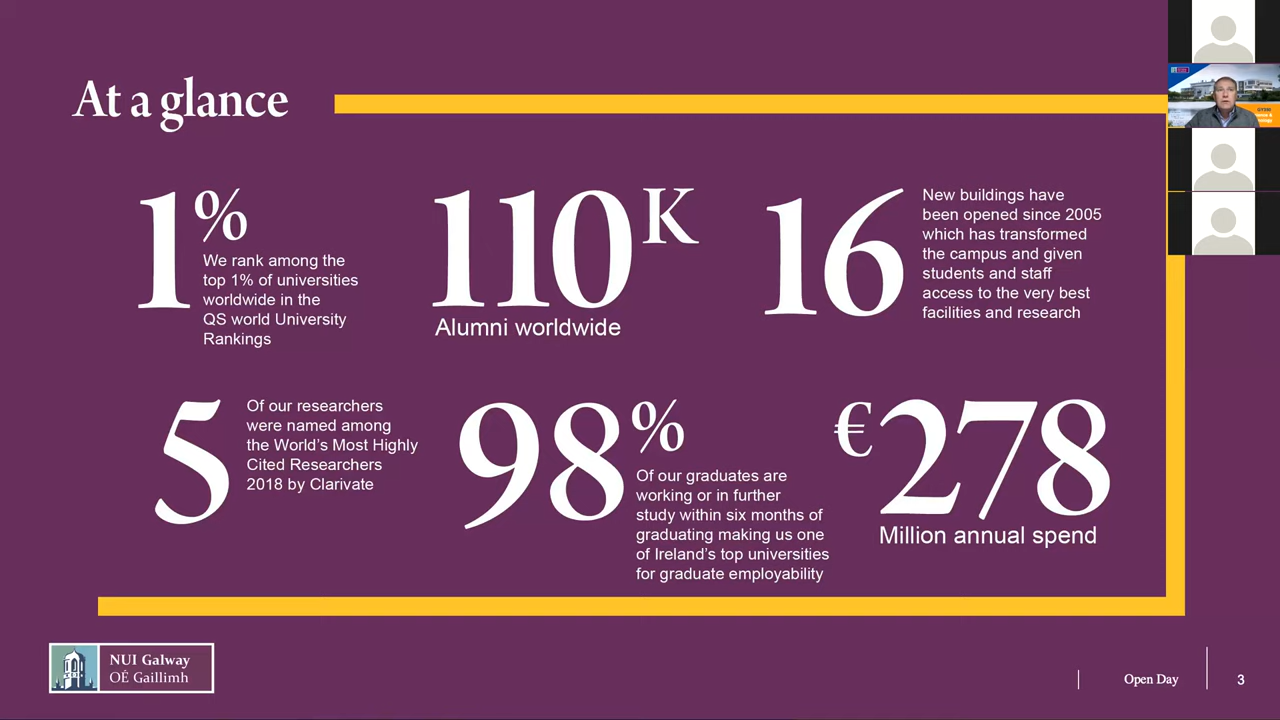 At a glance
1%
We rank among the
top 1% of universities
worldwide in the
QS world University
Rankings
110K
Alumni worldwide
16
New buildings have
been opened since 2005
which has transformed
the campus and given
students and staff
access to the very best
facilities and research
5
Of our researchers
were named among
the World's Most Highly
Cited Researchers
2018 by Clarivate
98%
Of our graduates are
working or in further
study within six months of
graduating making us one
of Ireland's top universities
for graduate employability
€278
Million annual spend
NUI Galway
OÉ Gaillimh
Open Day
3